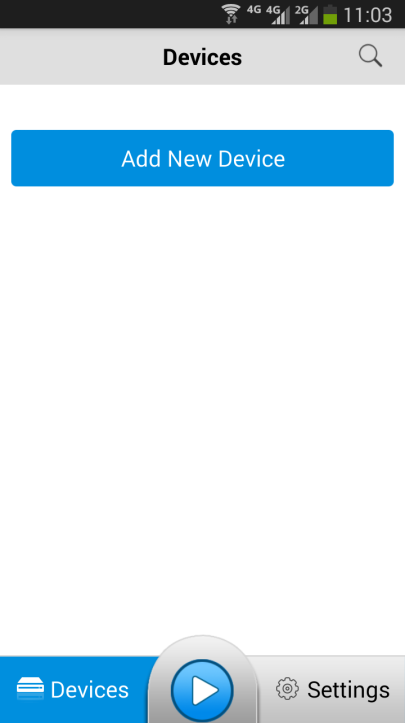 4G 4G 2G 11:03
Devices
Add New Device
Devices
Settings